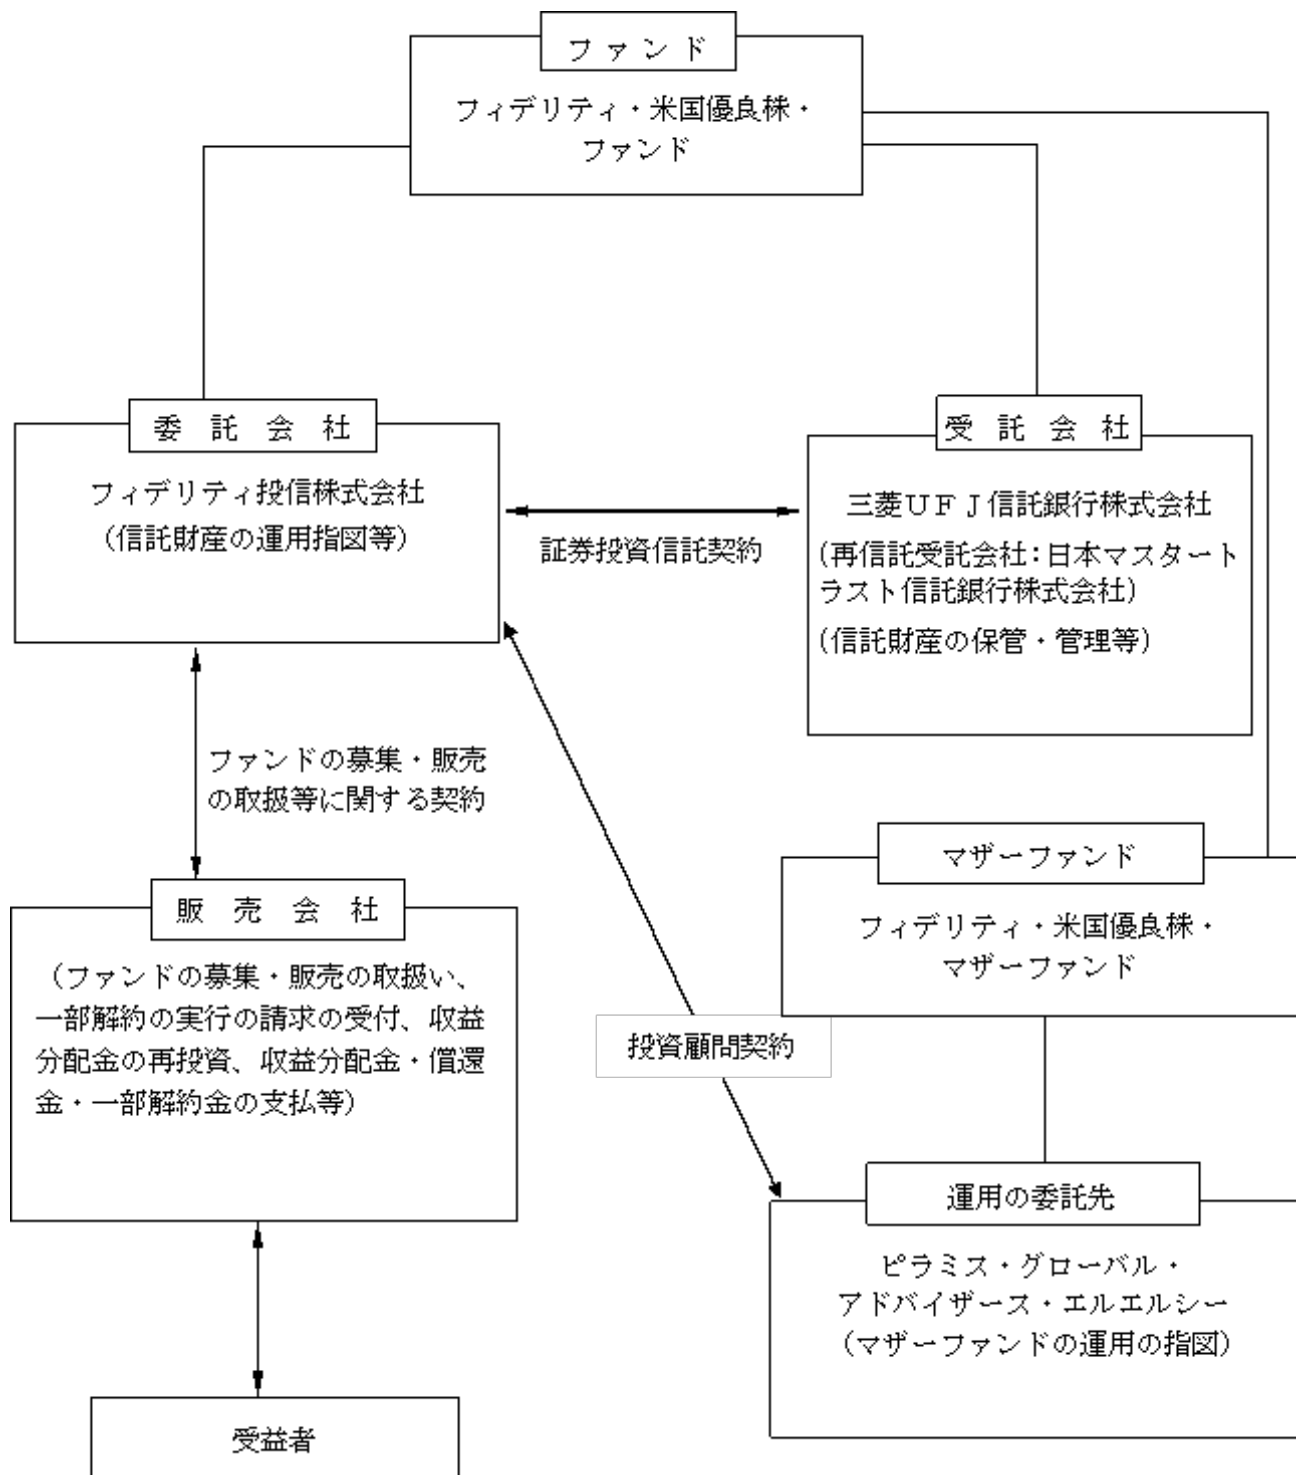 ファンド
フィデリティ・米国優良株・
ファンド
委託会社
フィデリティ投信株式会社
(信託財産の運用指図等)
証券投資信託契約
受託会社
三菱UFJ信託銀行株式会社
(再信託受託会社:日本マスタート
ラスト信託銀行株式会社)
(信託財産の保管・管理等)
ファンドの募集・販売
の取扱等に関する契約
マザーファンド
フィデリティ・米国優良株・
マザーファンド
販売会社
(ファンドの募集・販売の取扱い、
一部解約の実行の請求の受付、収益
分配金の再投資、収益分配金・償還
金・一部解約金の支払等)
投資顧問契約
運用の委託先
ピラミス・グローバル・
アドバイザーズ・エルエルシー
(マザーファンドの運用の指図)
受益者